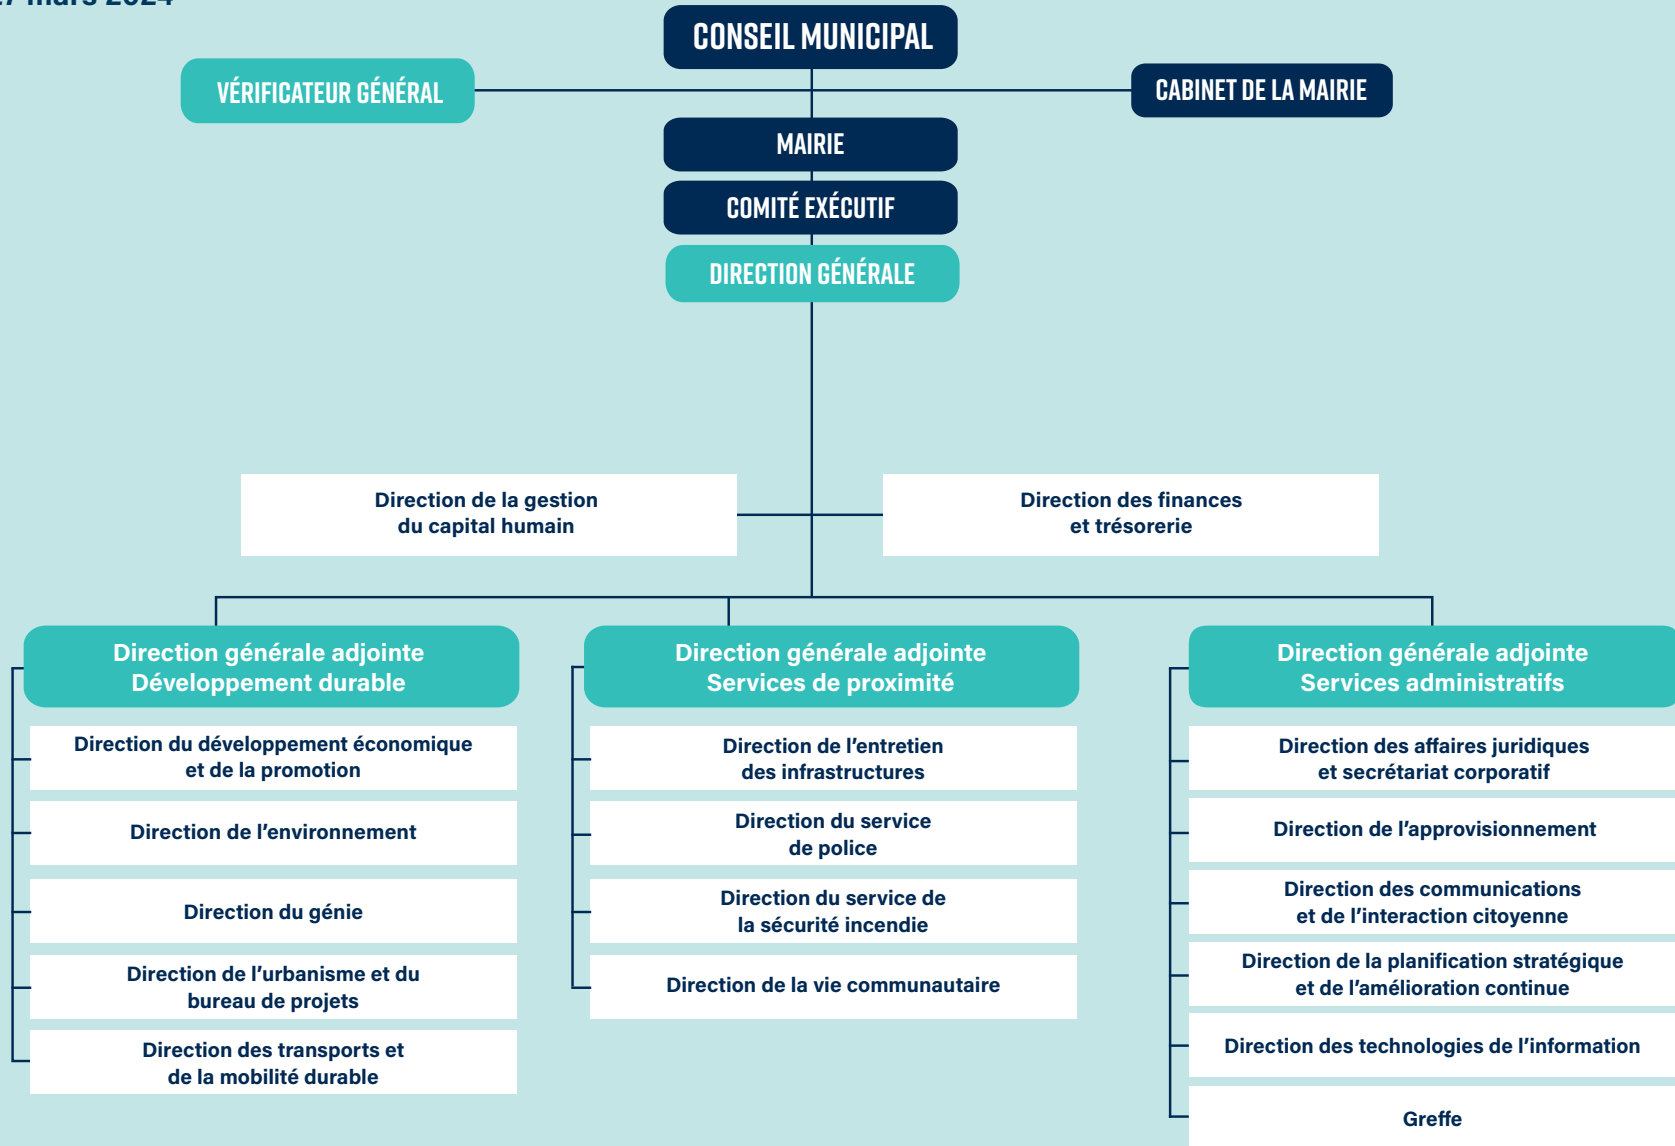 mars 2024
CONSEIL MUNICIPAL
VÉRIFICATEUR GÉNÉRAL
CABINET DE LA MAIRIE
MAIRIE
COMITÉ EXÉCUTIF
DIRECTION GÉNÉRALE
Direction de la gestion
du capital humain
Direction des finances
et trésorerie
Direction générale adjointe
Développement durable
Direction du développement économique
et de la promotion
Direction de l’environnement
Direction du génie
Direction de l’urbanisme et du
bureau de projets
Direction des transports et
de la mobilité durable
Direction générale adjointe
Services de proximité
Direction de l’entretien
des infrastructures
Direction du service
de police
Direction du service de
la sécurité incendie
Direction de la vie communautaire
Direction générale adjointe
Services administratifs
Direction des affaires juridiques
et secrétariat corporatif
Direction de l’approvisionnement
Direction des communications
et de l’interaction citoyenne
Direction de la planification stratégique
et de l’amélioration continue
Direction des technologies de l’information
Greffe